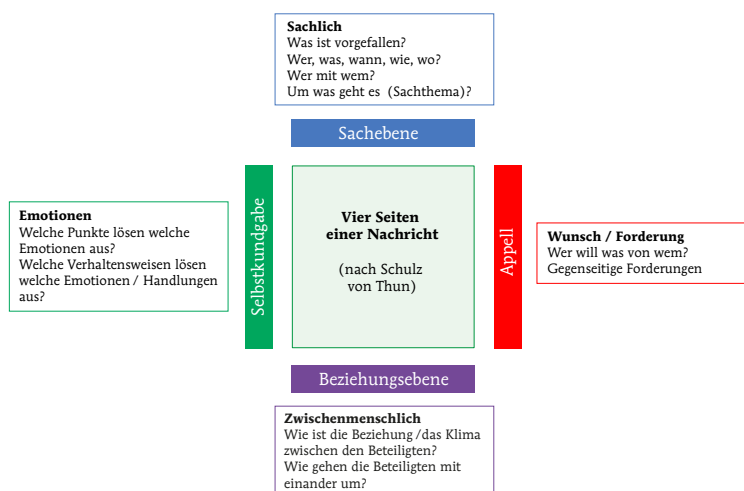 Sachlich
Was ist vorgefallen?
Wer, was, wann, wie, wo?
Wer mit wem?
Um was geht es (Sachthema)?
Sachebene
Emotionen
Welche Punkte lösen welche
Emotionen aus?
Welche Verhaltensweisen lösen
welche Emotionen / Handlungen
aus?
Selbstkundgabe
Vier Seiten
einer Nachricht
(nach Schulz
von Thun)
Appell
Wunsch / Forderung
Wer will was von wem?
Gegenseitige Forderungen
Beziehungsebene
Zwischenmenschlich
Wie ist die Beziehung /das Klima
zwischen den Beteiligten?
Wie gehen die Beteiligten mit
einander um?